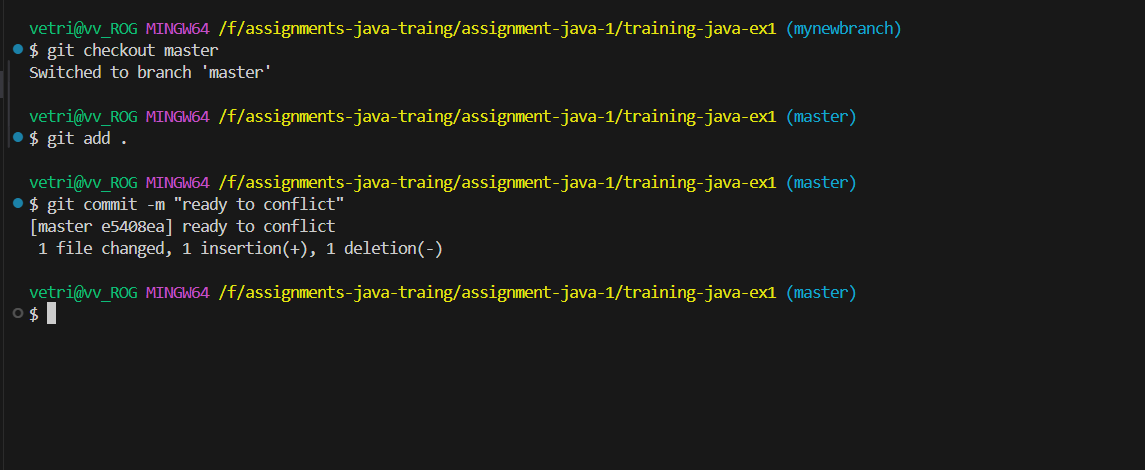 vetri@vv_ROG MINGW64 /f/assignments-java-traing/assignment-java-1/training-java-ex1 (mynewbranch)
$ git checkout master
Switched to branch 'master'
vetri@vv_ROG MINGW64 /f/assignments-java-traing/assignment-java-1/training-java-ex1 (master)
$ git add .
vetri@vv_ROG MINGW64 /f/assignments-java-traing/assignment-java-1/training-java-ex1 (master)
$ git commit -m "ready to conflict"
[master e5408ea] ready to conflict
 1 file changed, 1 insertion(+), 1 deletion(-)
vetri@vv_ROG MINGW64 /f/assignments-java-traing/assignment-java-1/training-java-ex1 (master)
$